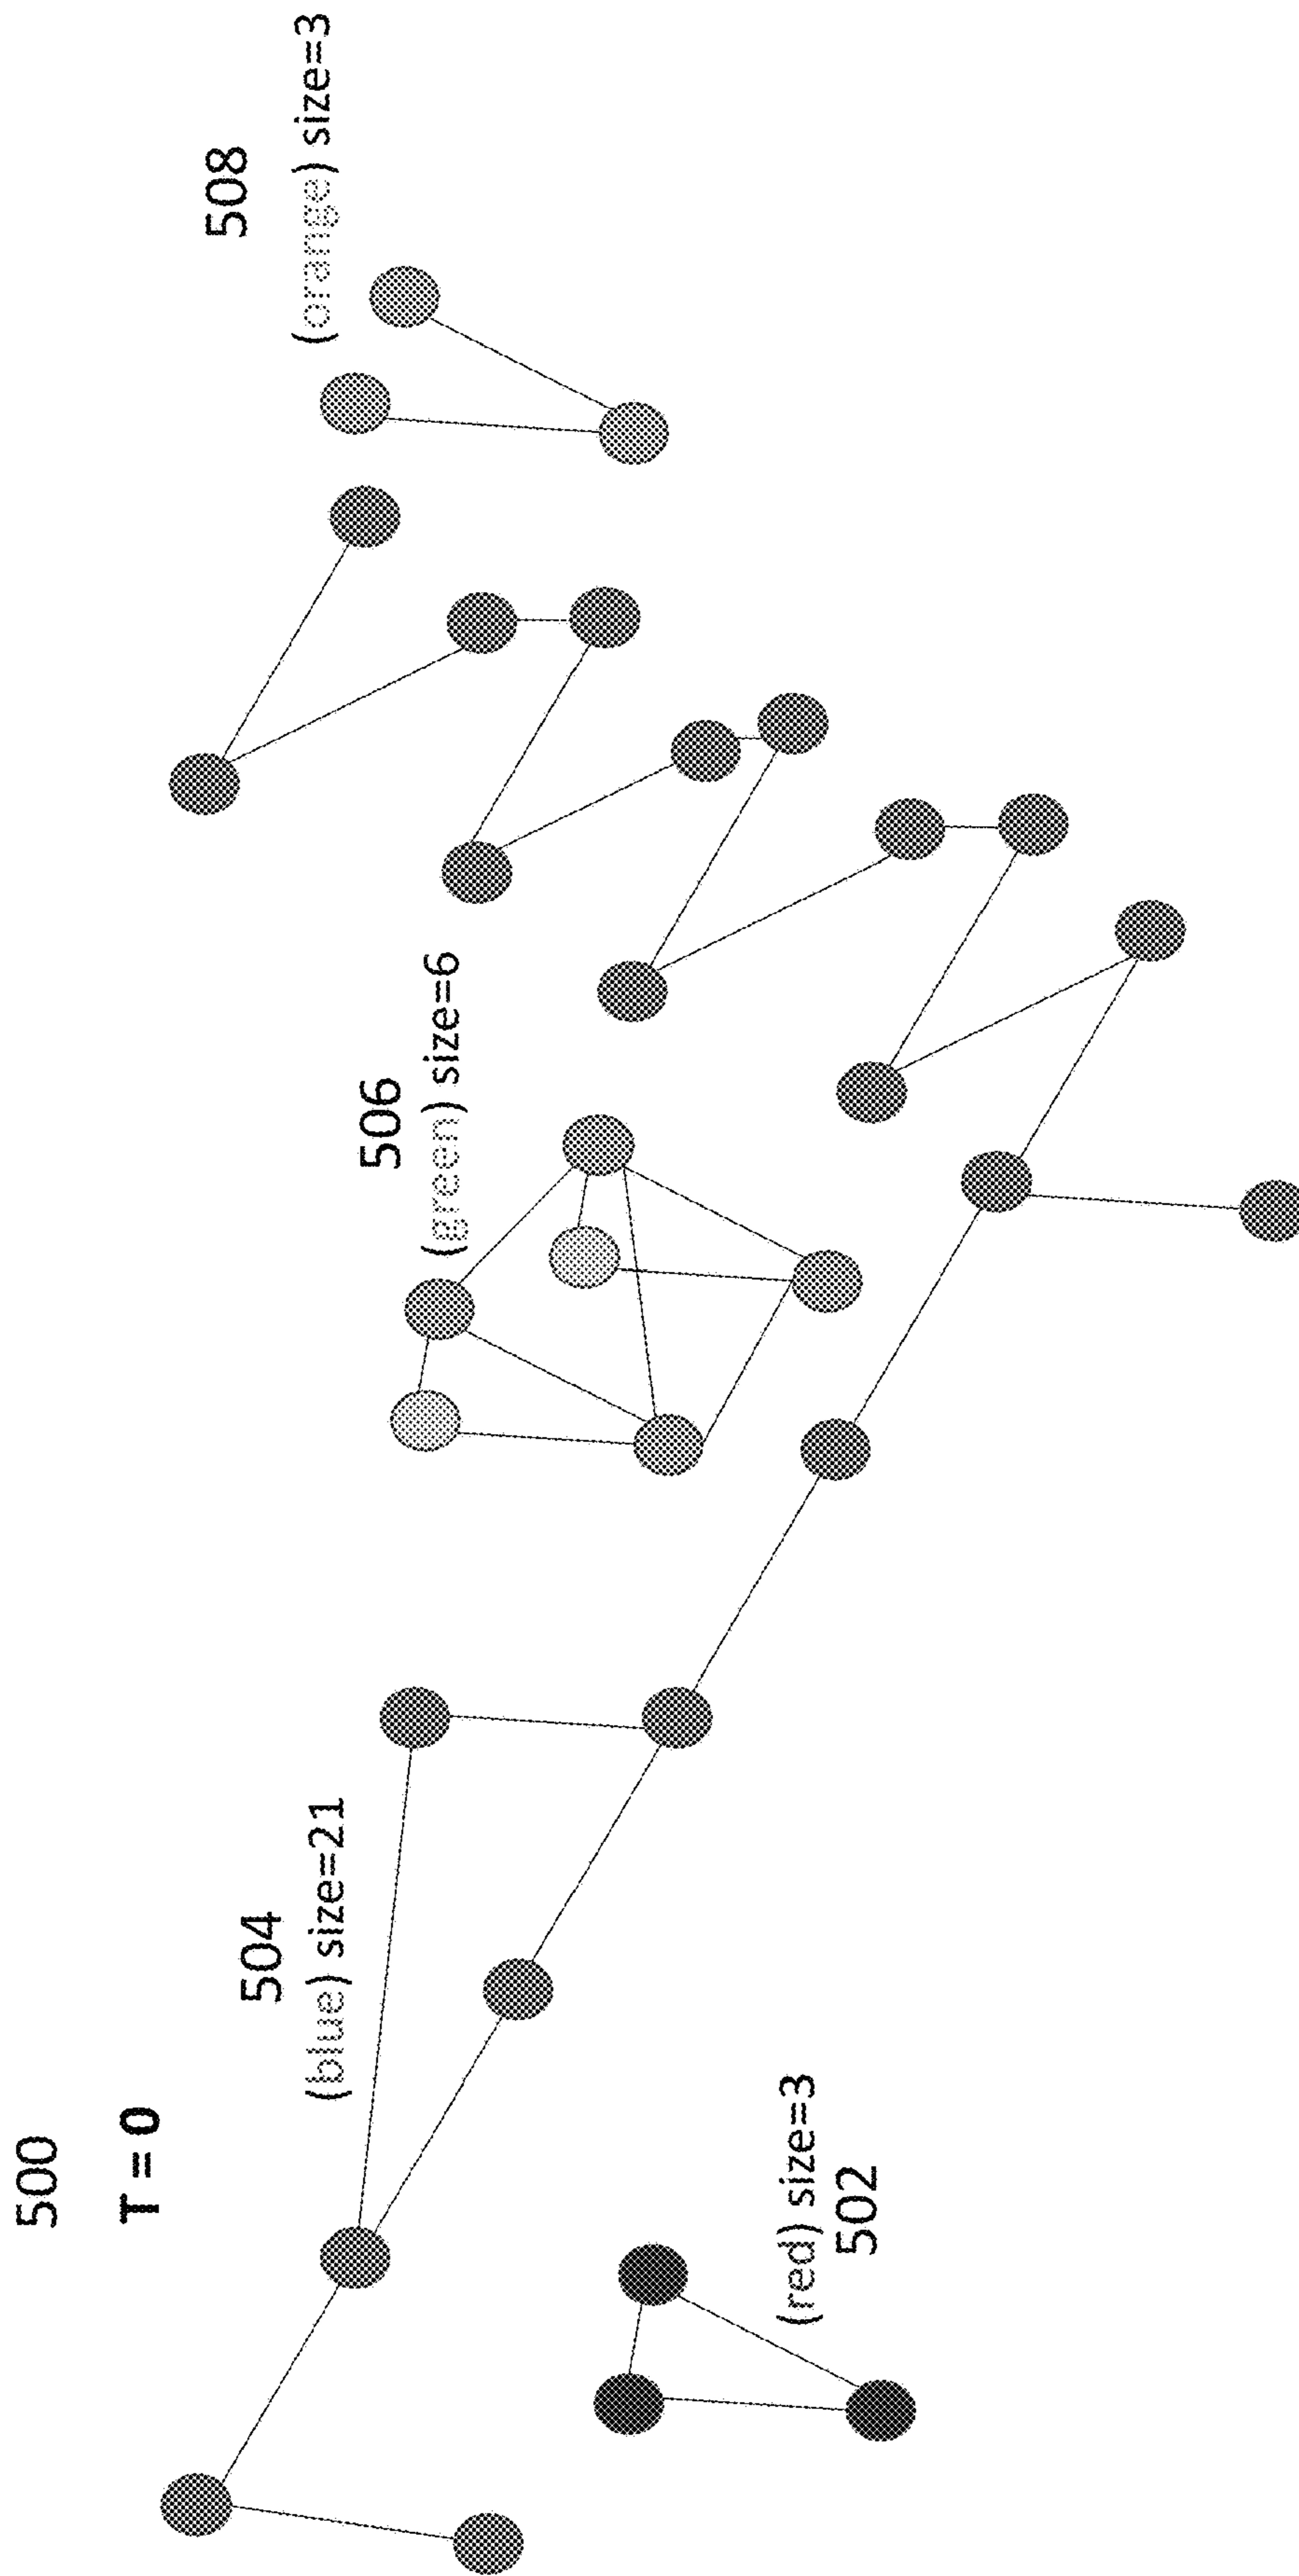 500
T = 0
504
(blue) size=21
(red) size=3
502
506
(green) size=6
508
(orange) size=3